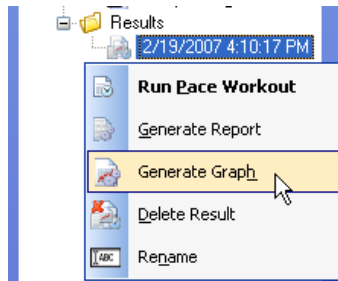 Results
2/19/2007 4:10:17 PM
Run Pace Workout
Generate Report
Generate Graph
Delete Result
ABC
Rename